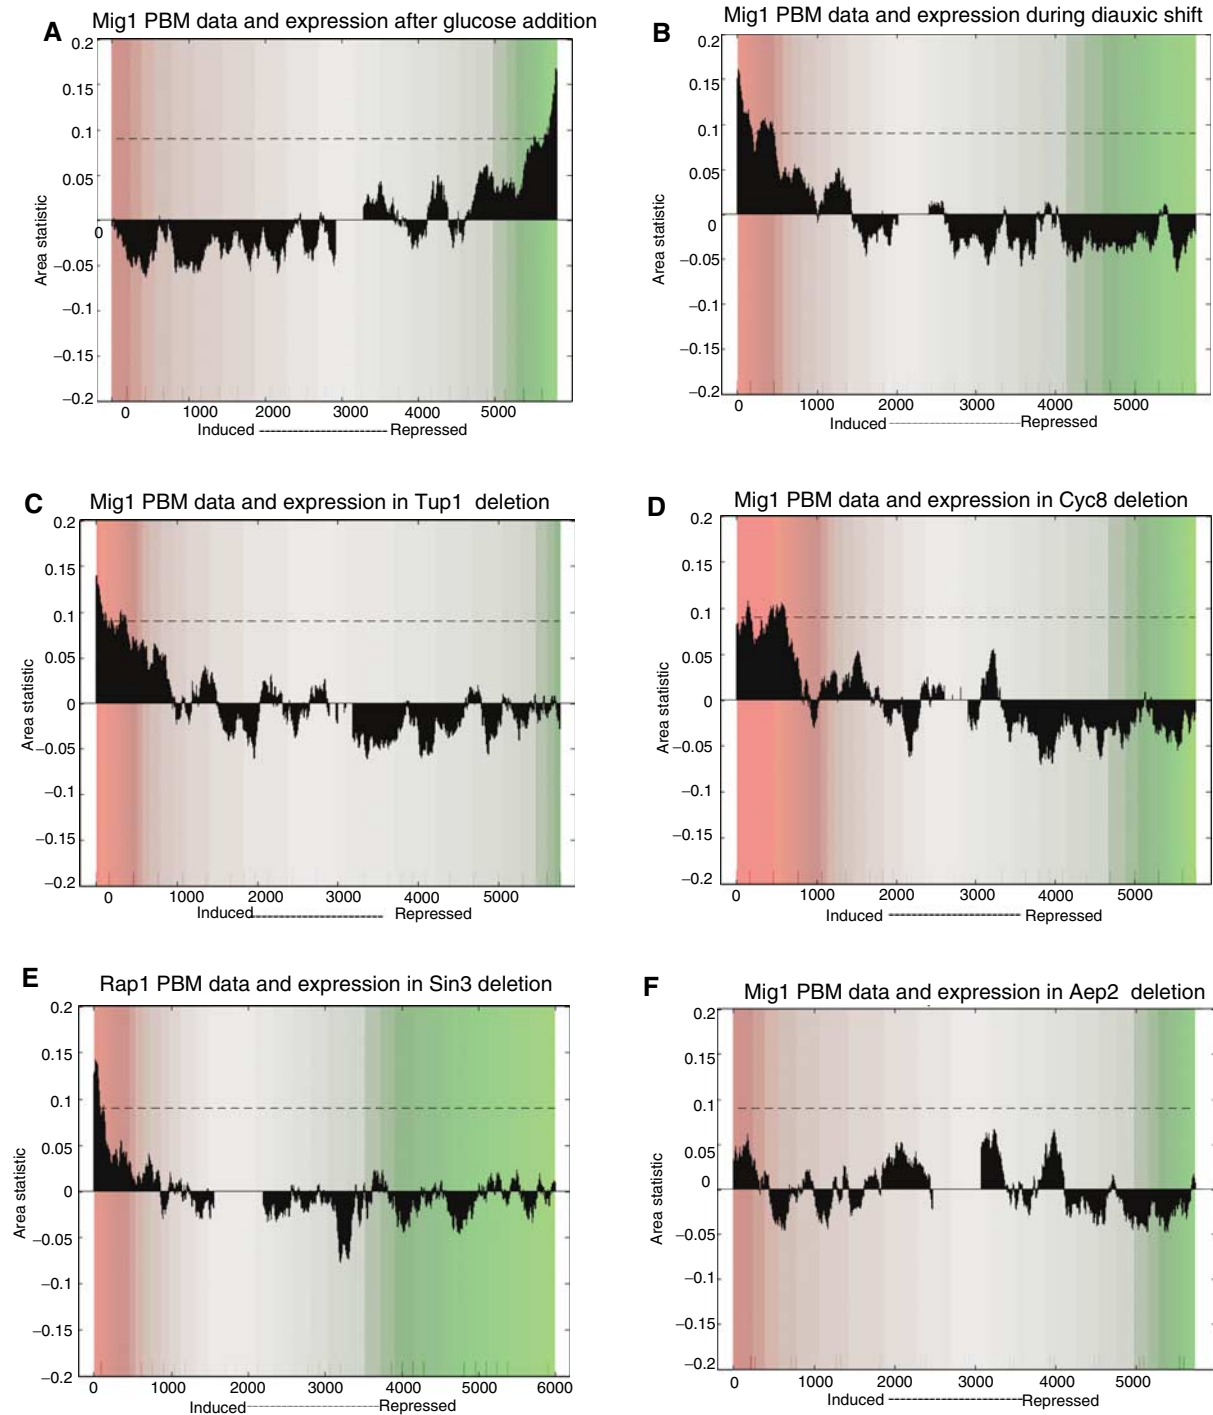 A Mig1 PBM data and expression after glucose addition
0.2
0.15
0.1
0.05
0
−0.05
−0.1
−0.15
−0.2
Area statistic
0 1000 2000 3000 4000 5000
Induced Repressed
B Mig1 PBM data and expression during diauxic shift
0.2
0.15
0.1
0.05
0
−0.05
−0.1
−0.15
−0.2
Area statistic
0 1000 2000 3000 4000 5000
Induced Repressed
C Mig1 PBM data and expression in Tup1 deletion
0.2
0.15
0.1
0.05
0
−0.05
−0.1
−0.15
−0.2
Area statistic
0 1000 2000 3000 4000 5000
Induced Repressed
D Mig1 PBM data and expression in Cyc8 deletion
0.2
0.15
0.1
0.05
0
−0.05
−0.1
−0.15
−0.2
Area statistic
0 1000 2000 3000 4000 5000
Induced Repressed
E Rap1 PBM data and expression in Sin3 deletion
0.2
0.15
0.1
0.05
0
−0.05
−0.1
−0.15
−0.2
Area statistic
0 1000 2000 3000 4000 5000 6000
Induced Repressed
F Mig1 PBM data and expression in Aep2 deletion
0.2
0.15
0.1
0.05
0
−0.05
−0.1
−0.15
−0.2
Area statistic
0 1000 2000 3000 4000 5000
Induced Repressed